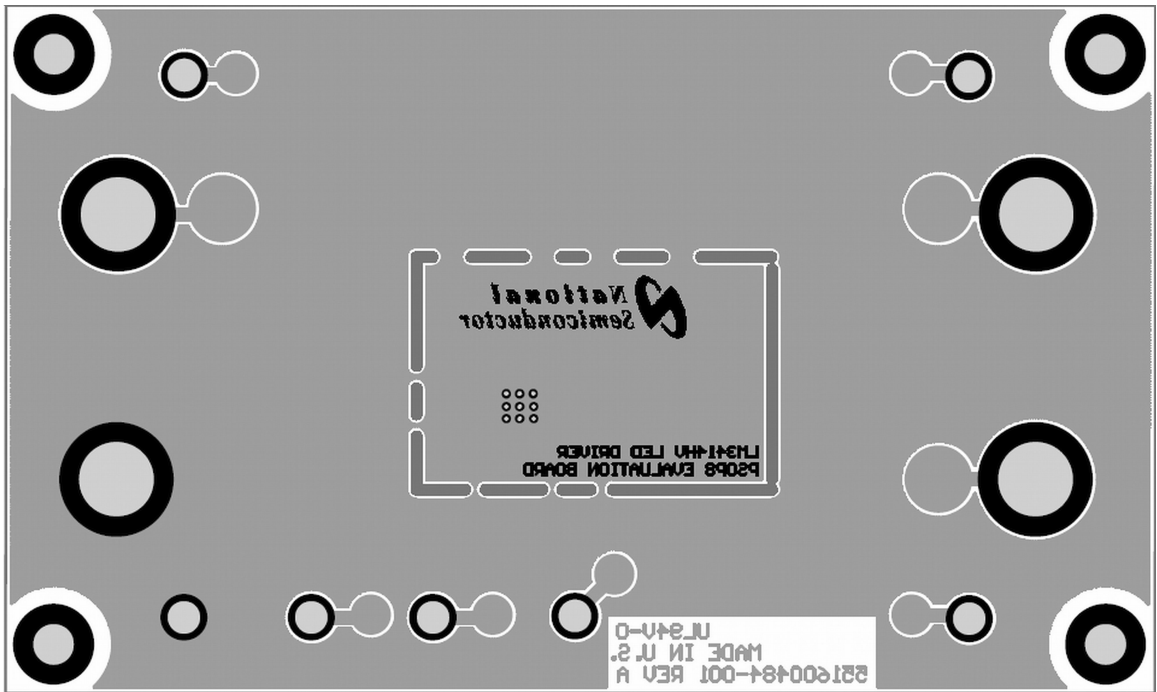 National
Semiconductor
LM3414HV LED DRIVER
PSOP8 EVALUATION BOARD
UL94V-0
MADE IN U.S.
551600484-001 REV A